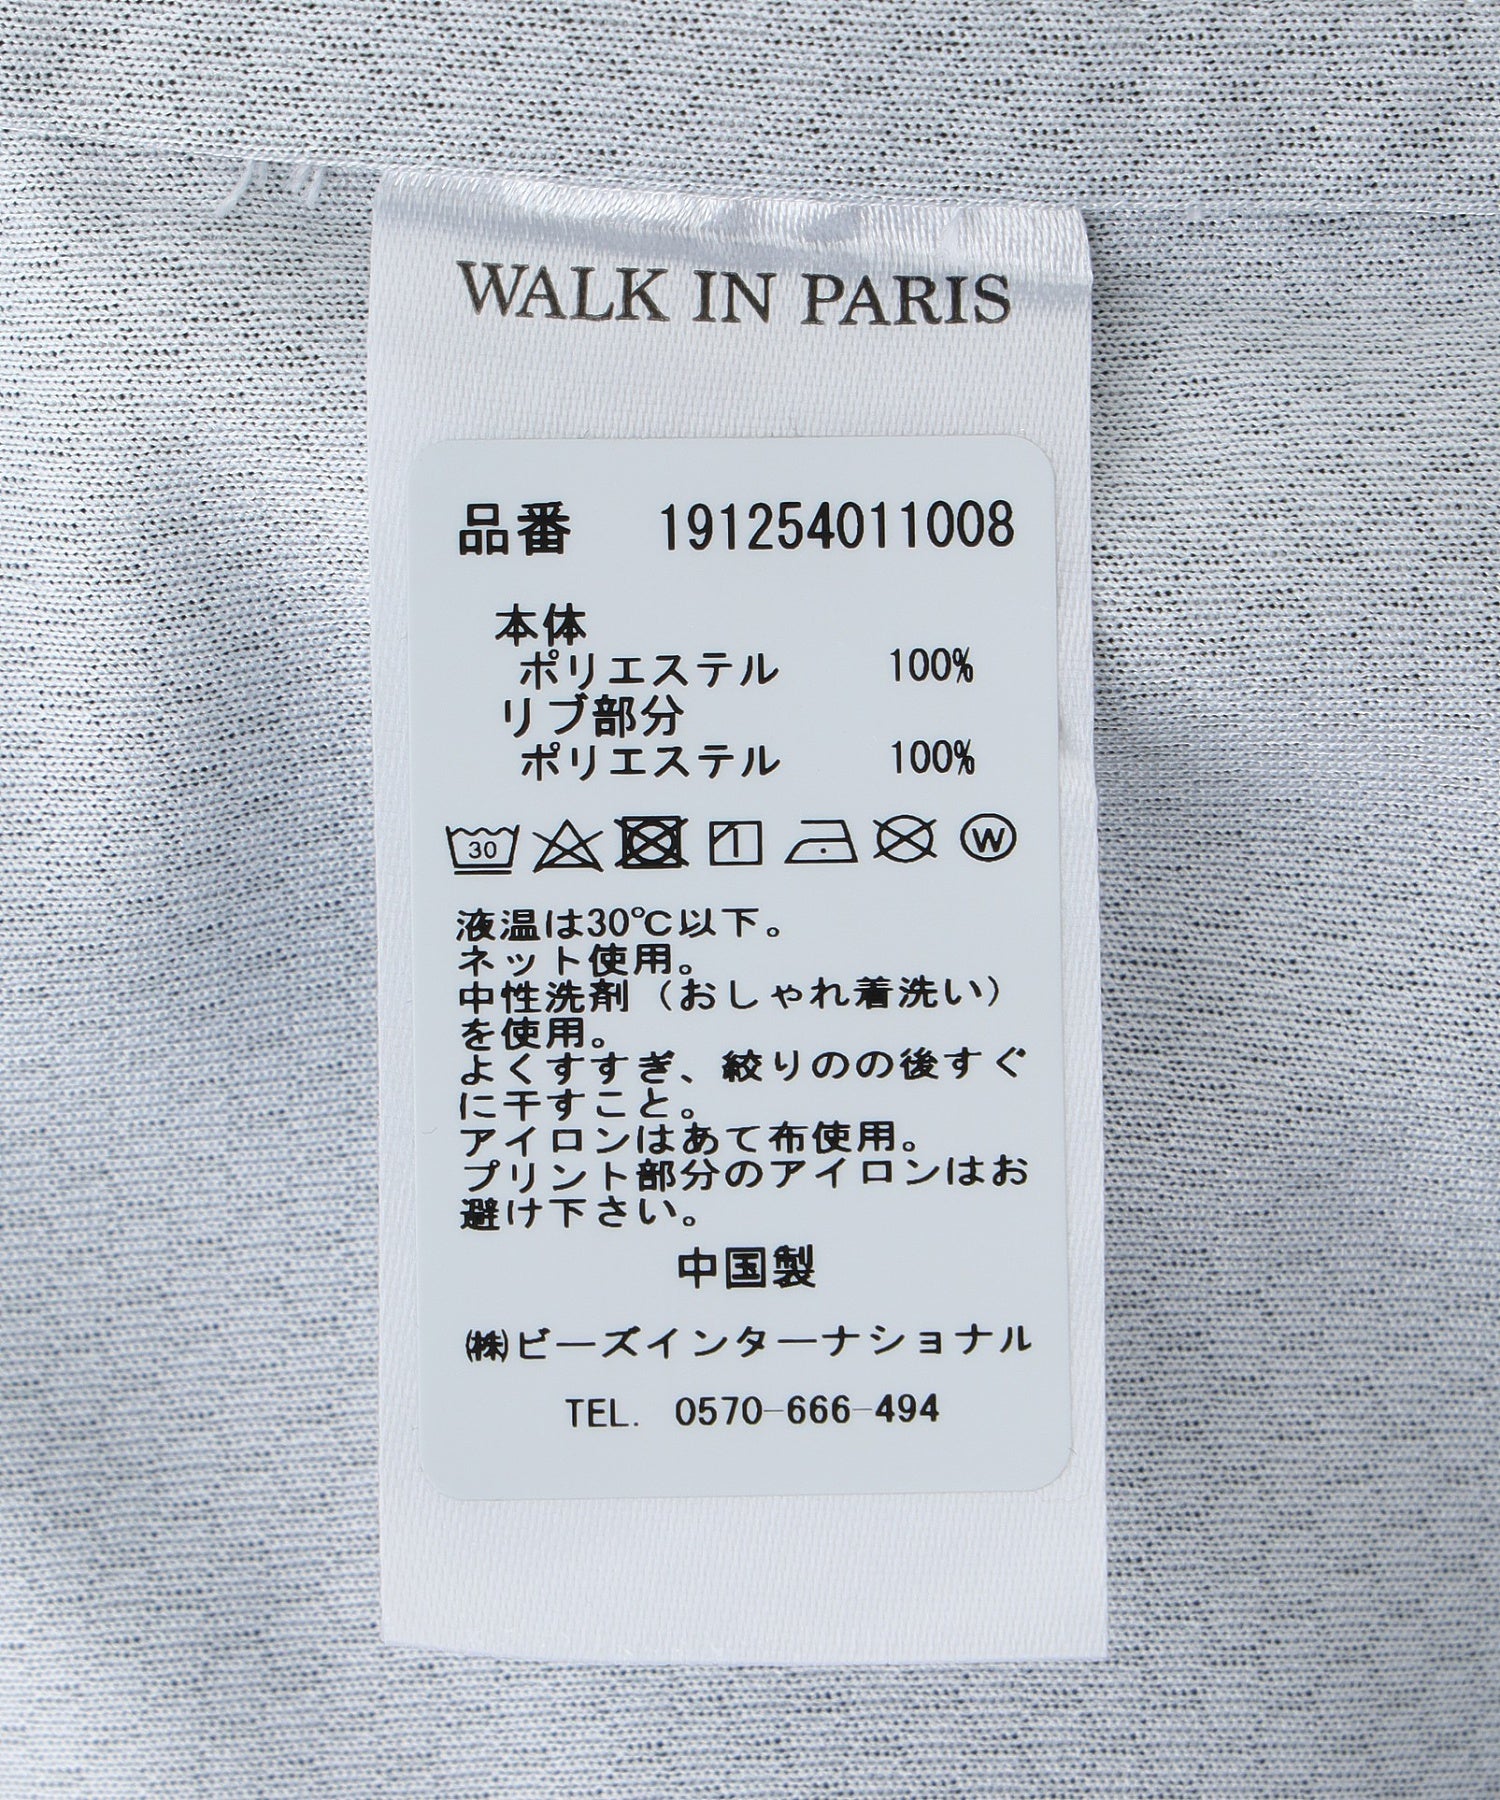 WALK IN PARIS
品番 191254011008
本体
ポリエステル 100%
リブ部分
ポリエステル 100%
30 1 W
液温は30℃以下。
ネット使用。
中性洗剤（おしゃれ着洗い）
を使用。
よくすすぎ、絞りのの後すぐ
に干すこと。
アイロンはあて布使用。
プリント部分のアイロンはお
避け下さい。
中国製
㈱ビーズインターナショナル
TEL. 0570-666-494